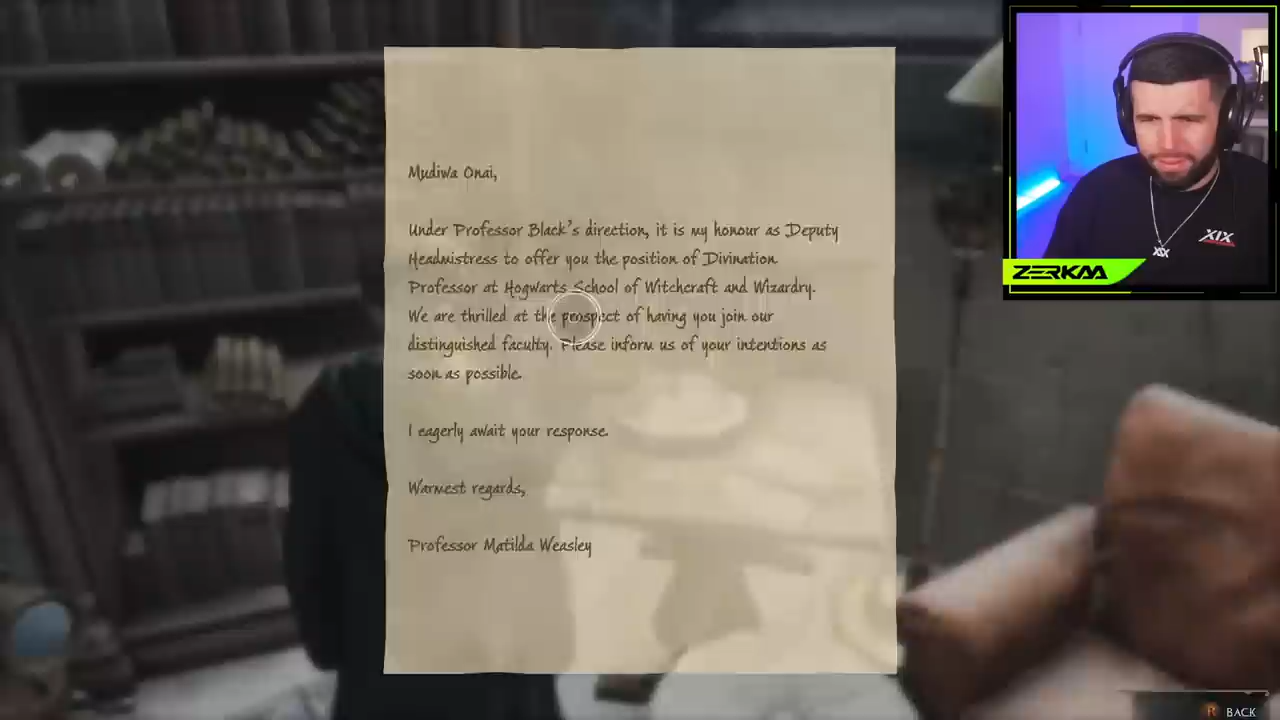 Mudiwa Onai,
Under Professor Black's direction, it is my honour as Deputy
Headmistress to offer you the position of Divination
Professor at Hogwarts School of Witchcraft and Wizardry.
We are thrilled at the prospect of having you join our
distinguished faculty. Please inform us of your intentions as
soon as possible.
I eagerly await your response.
Warmest regards,
Professor Matilda Weasley
XIX
XIX
ZERKAA
R BACK